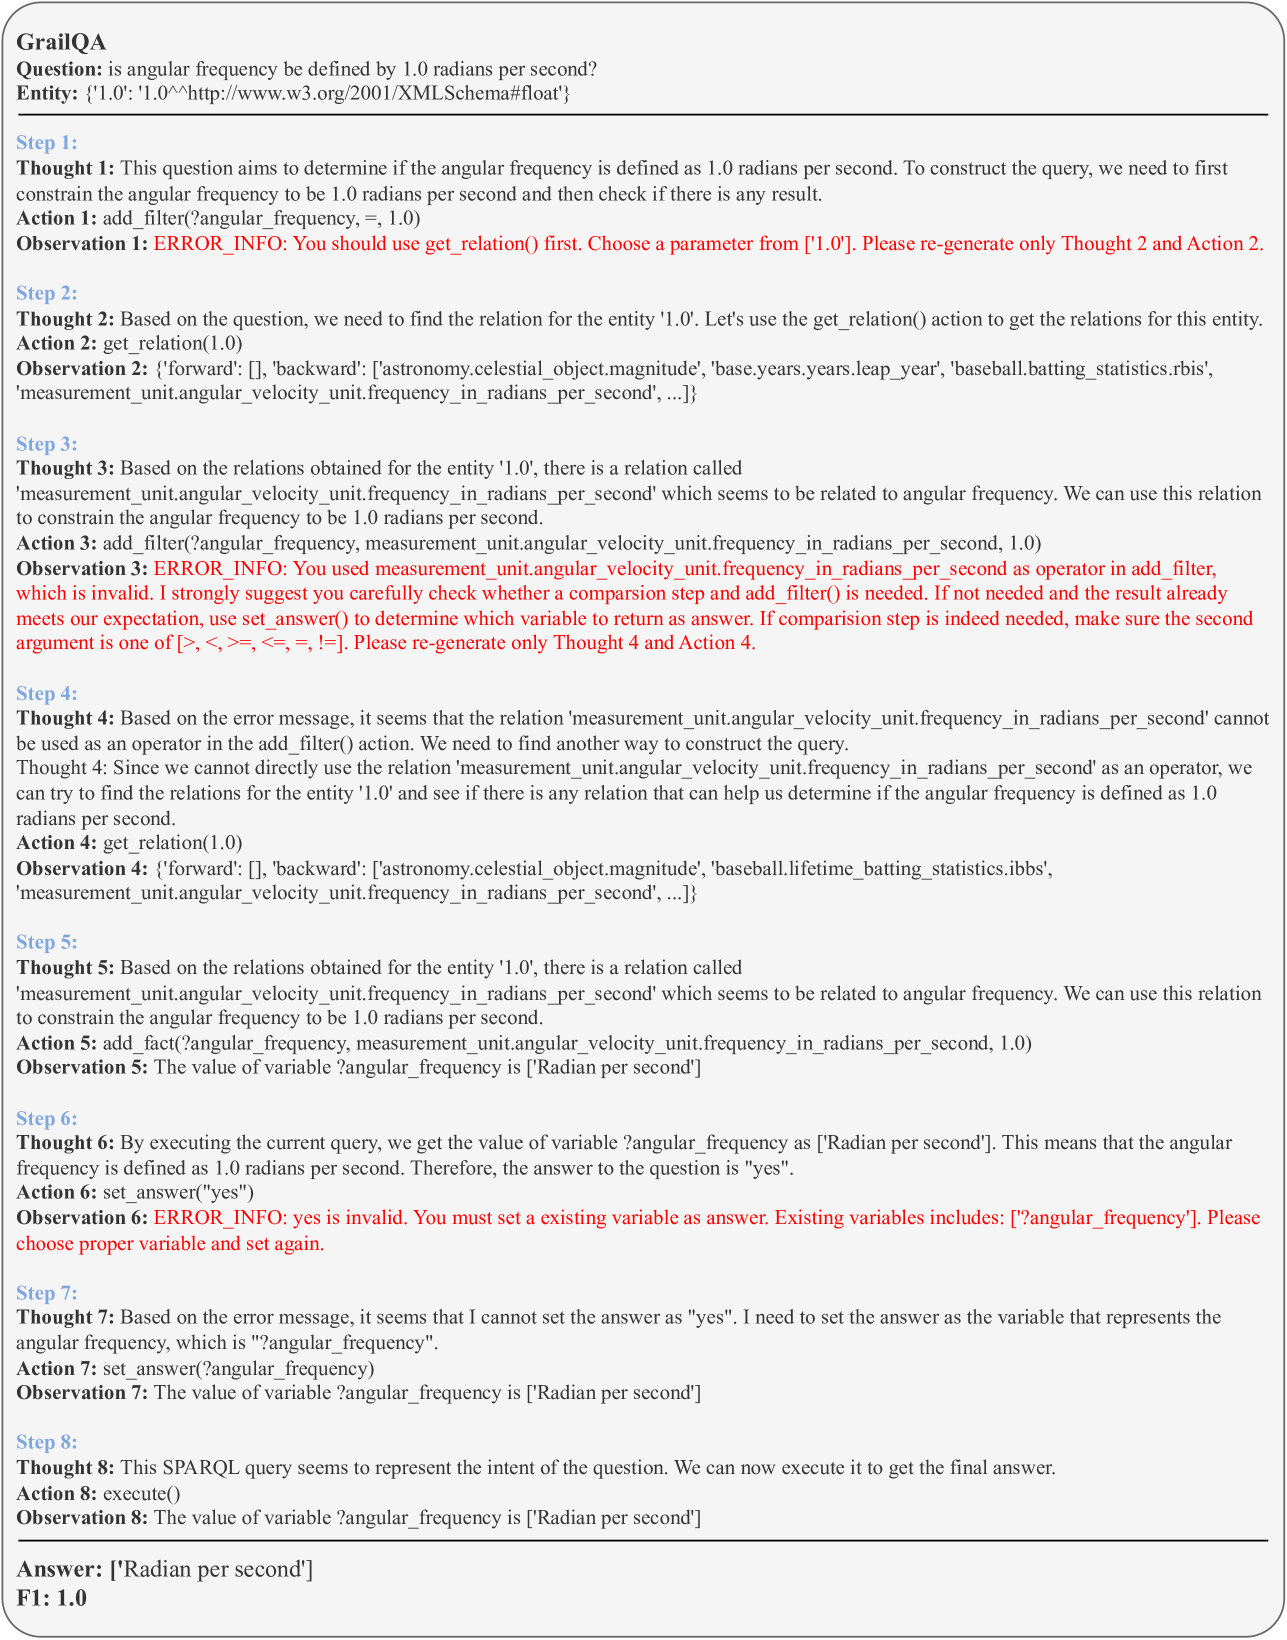 GrailQA
Question: is angular frequency be defined by 1.0 radians per second?
Entity: {'1.0': '1.0^^http://www.w3.org/2001/XMLSchema#float'}
Step 1:
Thought 1: This question aims to determine if the angular frequency is defined as 1.0 radians per second. To construct the query, we need to first
constrain the angular frequency to be 1.0 radians per second and then check if there is any result.
Action 1: add_filter(?angular_frequency, =, 1.0)
Observation 1: ERROR_INFO: You should use get_relation() first. Choose a parameter from ['1.0']. Please re-generate only Thought 2 and Action 2.
Step 2:
Thought 2: Based on the question, we need to find the relation for the entity '1.0'. Let's use the get_relation() action to get the relations for this entity.
Action 2: get_relation(1.0)
Observation 2: {'forward': [], 'backward': ['astronomy.celestial_object.magnitude', 'base.years.years.leap_year', 'baseball.batting_statistics.rbis',
'measurement_unit.angular_velocity_unit.frequency_in_radians_per_second', ...]}
Step 3:
Thought 3: Based on the relations obtained for the entity '1.0', there is a relation called
'measurement_unit.angular_velocity_unit.frequency_in_radians_per_second' which seems to be related to angular frequency. We can use this relation
to constrain the angular frequency to be 1.0 radians per second.
Action 3: add_filter(?angular_frequency, measurement_unit.angular_velocity_unit.frequency_in_radians_per_second, 1.0)
Observation 3: ERROR_INFO: You used measurement_unit.angular_velocity_unit.frequency_in_radians_per_second as operator in add_filter,
which is invalid. I strongly suggest you carefully check whether a comparsion step and add_filter() is needed. If not needed and the result already
meets our expectation, use set_answer() to determine which variable to return as answer. If comparision step is indeed needed, make sure the second
argument is one of [>, <, >=, <=, =, !=]. Please re-generate only Thought 4 and Action 4.
Step 4:
Thought 4: Based on the error message, it seems that the relation 'measurement_unit.angular_velocity_unit.frequency_in_radians_per_second' cannot
be used as an operator in the add_filter() action. We need to find another way to construct the query.
Thought 4: Since we cannot directly use the relation 'measurement_unit.angular_velocity_unit.frequency_in_radians_per_second' as an operator, we
can try to find the relations for the entity '1.0' and see if there is any relation that can help us determine if the angular frequency is defined as 1.0
radians per second.
Action 4: get_relation(1.0)
Observation 4: {'forward': [], 'backward': ['astronomy.celestial_object.magnitude', 'baseball.lifetime_batting_statistics.ibbs',
'measurement_unit.angular_velocity_unit.frequency_in_radians_per_second', ...]}
Step 5:
Thought 5: Based on the relations obtained for the entity '1.0', there is a relation called
'measurement_unit.angular_velocity_unit.frequency_in_radians_per_second' which seems to be related to angular frequency. We can use this relation
to constrain the angular frequency to be 1.0 radians per second.
Action 5: add_fact(?angular_frequency, measurement_unit.angular_velocity_unit.frequency_in_radians_per_second, 1.0)
Observation 5: The value of variable ?angular_frequency is ['Radian per second']
Step 6:
Thought 6: By executing the current query, we get the value of variable ?angular_frequency as ['Radian per second']. This means that the angular
frequency is defined as 1.0 radians per second. Therefore, the answer to the question is "yes".
Action 6: set_answer("yes")
Observation 6: ERROR_INFO: yes is invalid. You must set a existing variable as answer. Existing variables includes: ['?angular_frequency']. Please
choose proper variable and set again.
Step 7:
Thought 7: Based on the error message, it seems that I cannot set the answer as "yes". I need to set the answer as the variable that represents the
angular frequency, which is "?angular_frequency".
Action 7: set_answer(?angular_frequency)
Observation 7: The value of variable ?angular_frequency is ['Radian per second']
Step 8:
Thought 8: This SPARQL query seems to represent the intent of the question. We can now execute it to get the final answer.
Action 8: execute()
Observation 8: The value of variable ?angular_frequency is ['Radian per second']
Answer: ['Radian per second']
F1: 1.0